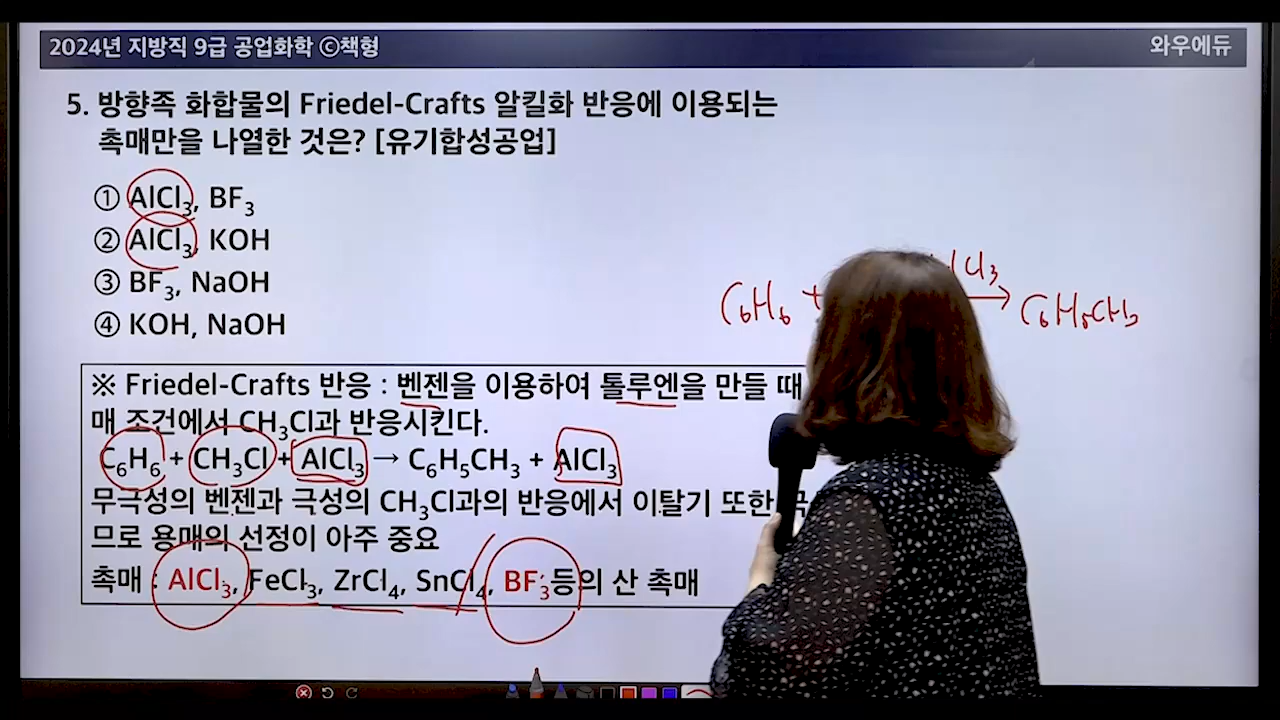 2024년 지방직 9급 공업화학 ⓒ책형
와우에듀
5. 방향족 화합물의 Friedel-Crafts 알킬화 반응에 이용되는
촉매만을 나열한 것은? [유기합성공업]
① AlCl₃, BF₃
② AlCl₃, KOH
③ BF₃, NaOH
④ KOH, NaOH
C₆H₆ + Cl₃ → C₆H₅CH₃
※ Friedel-Crafts 반응 : 벤젠을 이용하여 톨루엔을 만들 때
매 조건에서 CH₃Cl과 반응시킨다.
C₆H₆ + CH₃Cl + AlCl₃ → C₆H₅CH₃ + AlCl₃
무극성의 벤젠과 극성의 CH₃Cl과의 반응에서 이탈기 또한
므로 용매의 선정이 아주 중요
촉매 : AlCl₃, FeCl₃, ZrCl₄, SnCl₄, BF₃등의 산 촉매